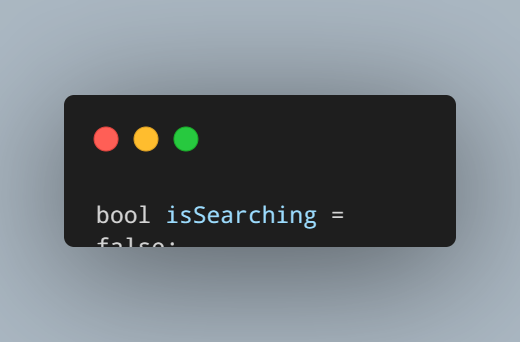 bool isSearching =
false;